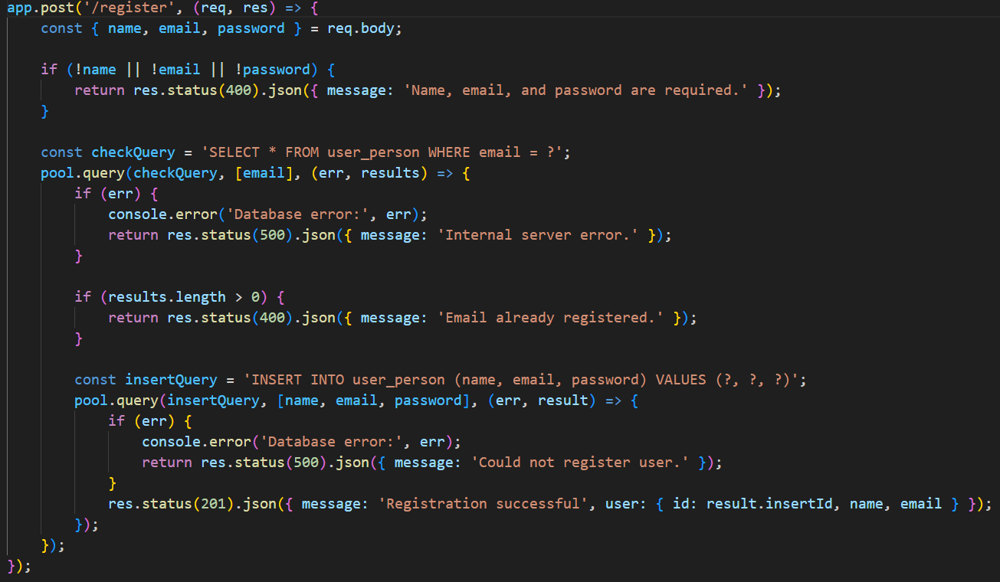 app.post('/register', (req, res) => {
    const { name, email, password } = req.body;

    if (!name || !email || !password) {
        return res.status(400).json({ message: 'Name, email, and password are required.' });
    }

    const checkQuery = 'SELECT * FROM user_person WHERE email = ?';
    pool.query(checkQuery, [email], (err, results) => {
        if (err) {
            console.error('Database error:', err);
            return res.status(500).json({ message: 'Internal server error.' });
        }

        if (results.length > 0) {
            return res.status(400).json({ message: 'Email already registered.' });
        }

        const insertQuery = 'INSERT INTO user_person (name, email, password) VALUES (?, ?, ?)';
        pool.query(insertQuery, [name, email, password], (err, result) => {
            if (err) {
                console.error('Database error:', err);
                return res.status(500).json({ message: 'Could not register user.' });
            }
            res.status(201).json({ message: 'Registration successful', user: { id: result.insertId, name, email } });
        });
    });
});